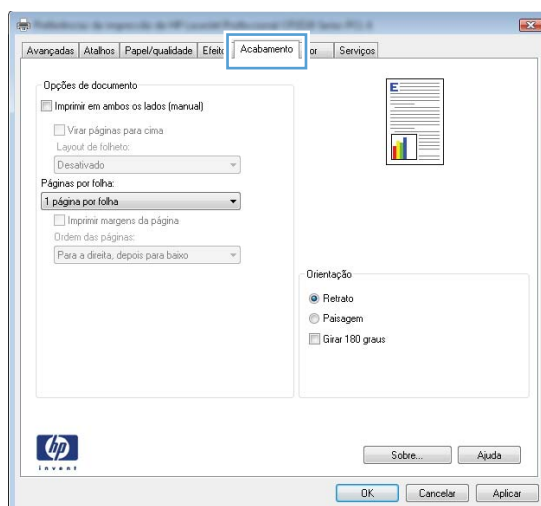 Avançadas Atalhos Papel/qualidade Acabamento Serviços
Opções de documento
Imprimir em ambos os lados (manual)
Virar páginas para cima
Layout de folheto:
Desativado
Páginas por folha:
1 página por folha
Imprimir margens da página
Ordem das páginas:
Para a direita, depois para baixo
E
Orientação
Retrato
Paisagem
Girar 180 graus
hp
invent
Sobre... Ajuda
OK Cancelar Aplicar